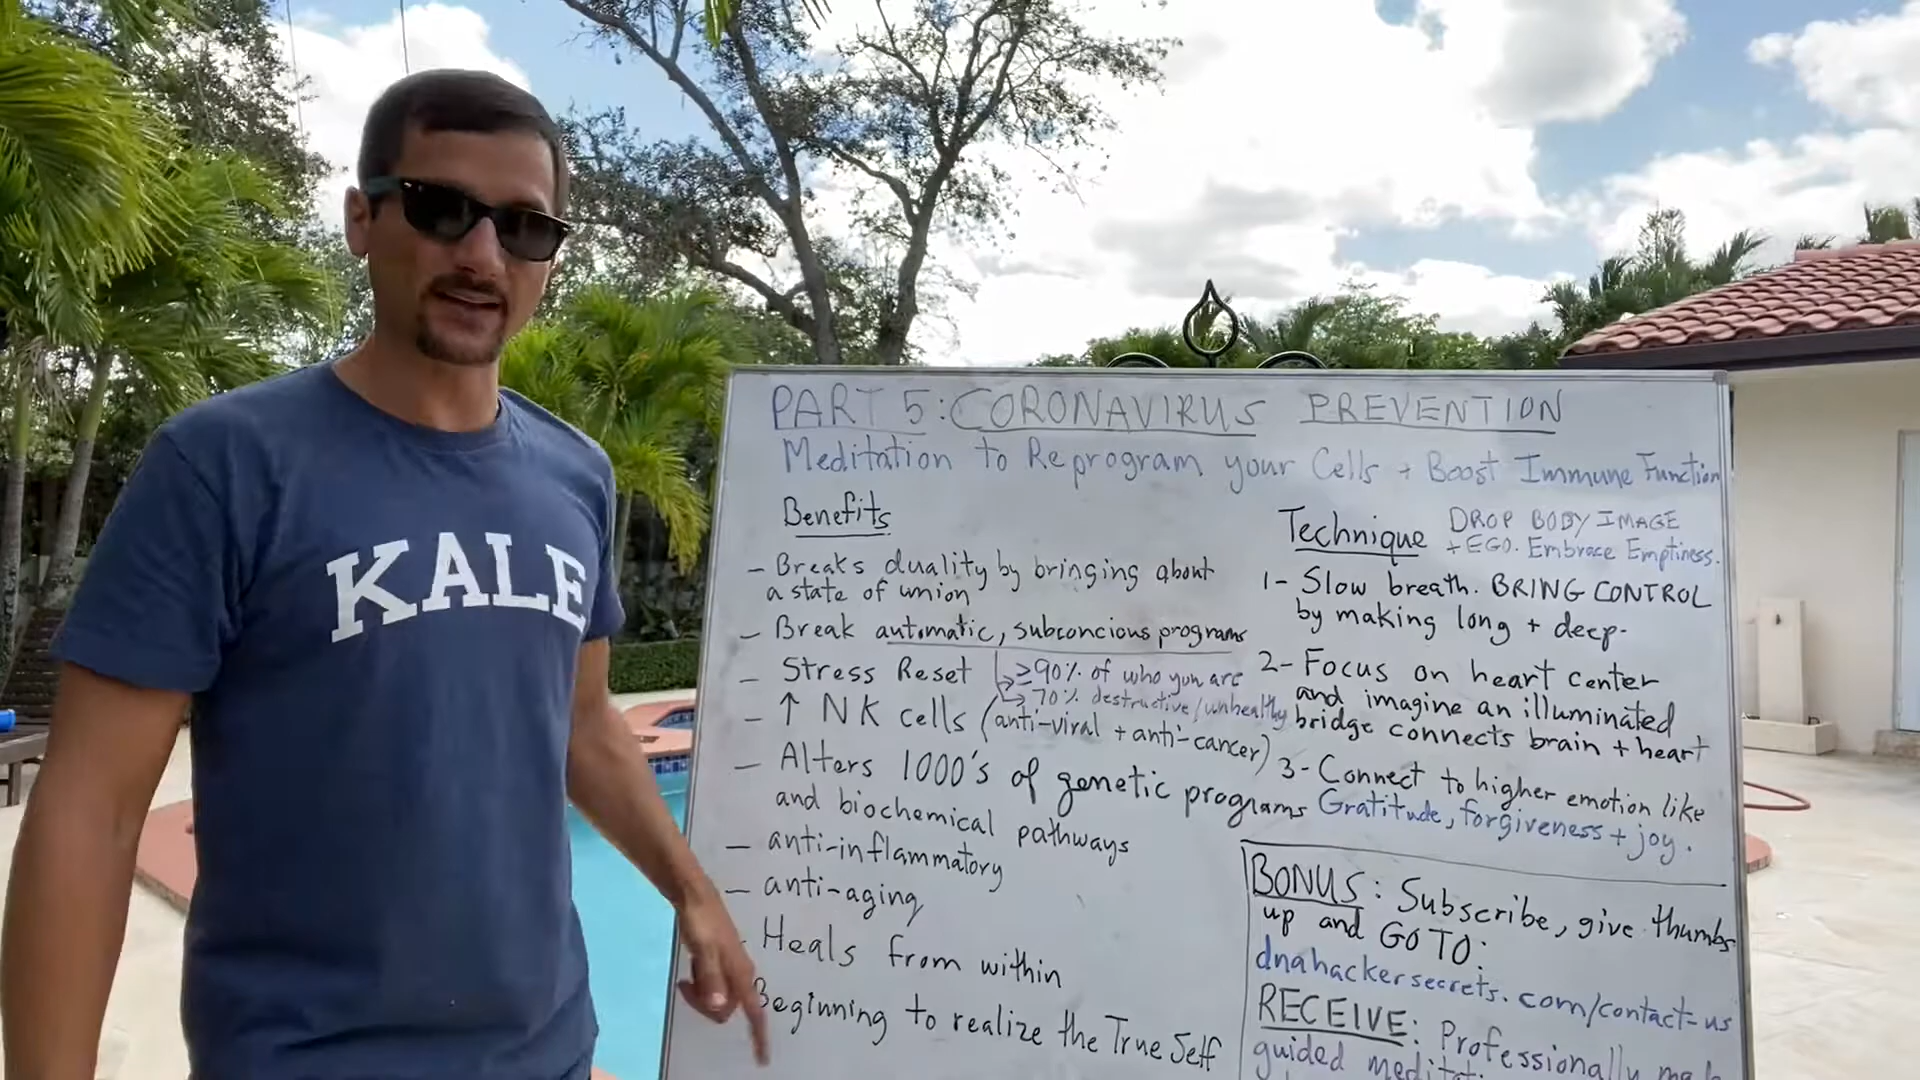 KALE
PART 5: CORONAVIRUS PREVENTION
Meditation to Reprogram your Cells + Boost Immune Function
Benefits
- Breaks duality by bringing about
a state of union
- Break automatic, subconcious programs
≥90% of who you are
70% destructive/unhealthy
- Stress Reset
- ↑ NK cells (anti-viral + anti-cancer)
- Alters 1000's of genetic programs
and biochemical pathways
- anti-inflammatory
- anti-aging
- Heals from within
Beginning to realize the True Self
Technique
DROP BODY IMAGE
+ EGO. Embrace Emptiness.
1- Slow breath. BRING CONTROL
by making long + deep.
2- Focus on heart center
and imagine an illuminated
bridge connects brain + heart
3- Connect to higher emotion like
Gratitude, forgiveness + joy.
BONUS: Subscribe, give thumbs
up and GO TO:
dnahackersecrets.com/contact-us
RECEIVE: Professionally
guided